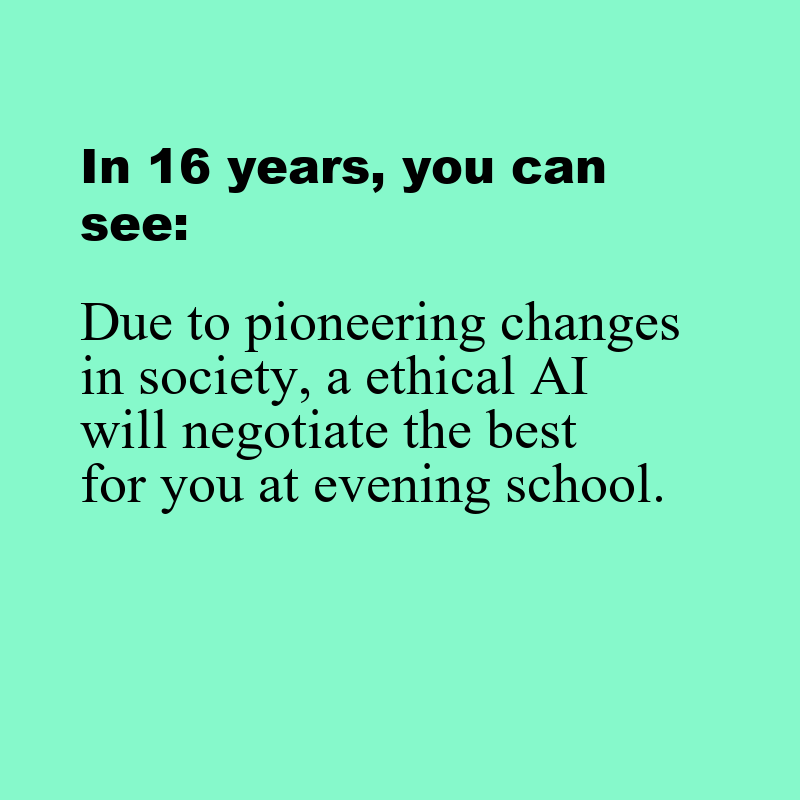 In 16 years, you can
see:
Due to pioneering changes
in society, a ethical AI
will negotiate the best
for you at evening school.